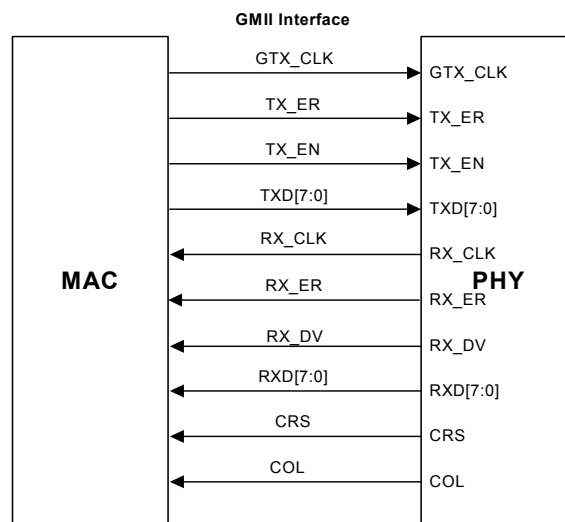 GMII Interface
GTX_CLK
GTX_CLK
TX_ER
TX_ER
TX_EN
TX_EN
TXD[7:0]
TXD[7:0]
RX_CLK
RX_CLK
MAC
PHY
RX_ER
RX_ER
RX_DV
RX_DV
RXD[7:0]
RXD[7:0]
CRS
CRS
COL
COL